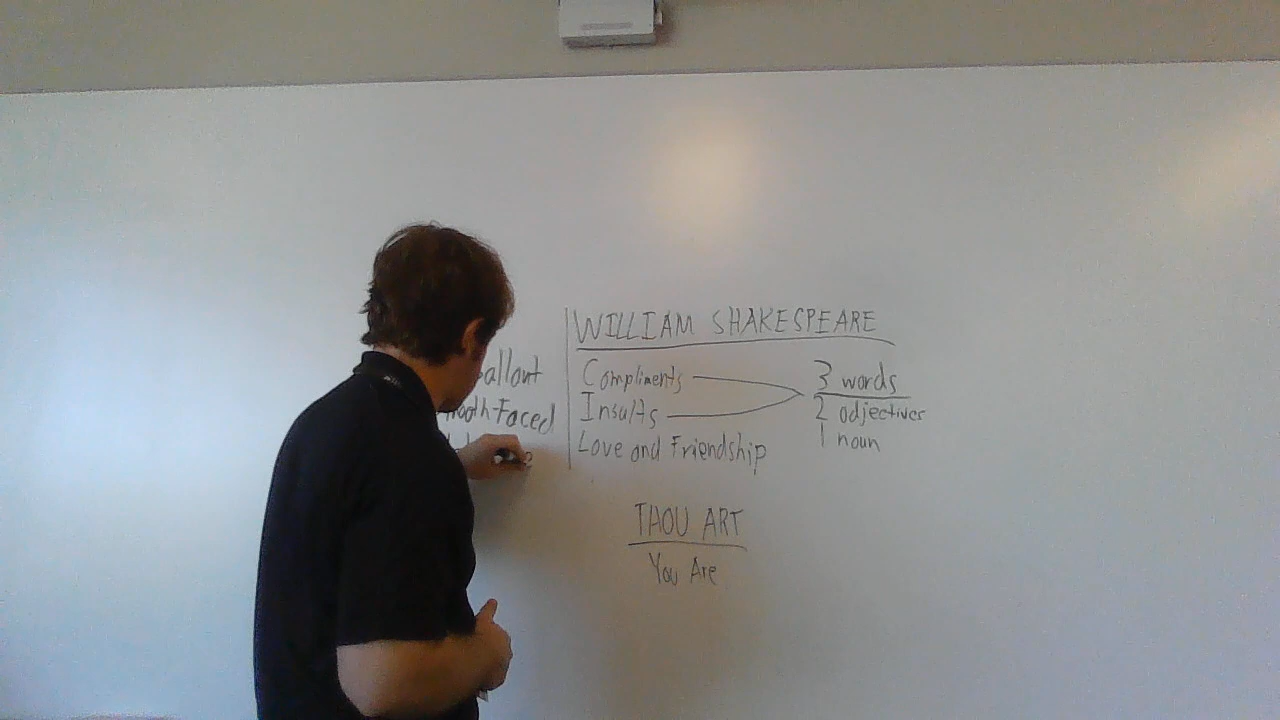 WILLIAM SHAKESPEARE
Compliments
Insults
Love and Friendship
3 words
2 adjectives
1 noun
THOU ART
You Are